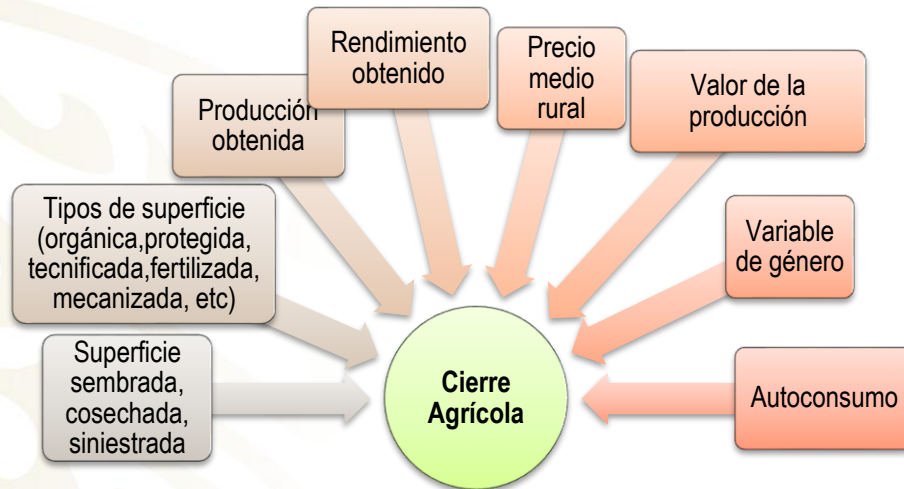 Rendimiento
obtenido
Precio
medio
rural
Valor de la
producción
Producción
obtenida
Tipos de superficie
(orgánica,protegida,
tecnificada,fertilizada,
mecanizada, etc)
Variable
de género
Superficie
sembrada,
cosechada,
siniestrada
Cierre
Agrícola
Autoconsumo